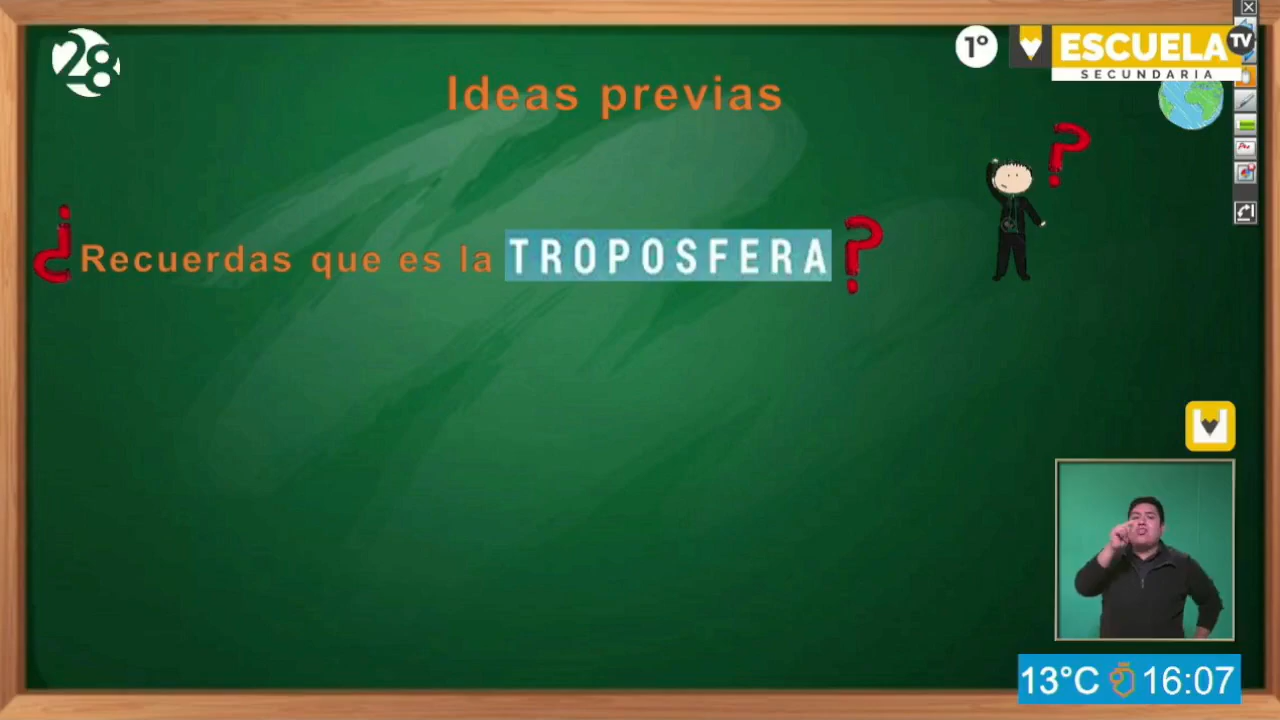 28
1°
ESCUELA TV
SECUNDARIA
Ideas previas
¿Recuerdas que es la TROPOSFERA?
?
13°C 16:07